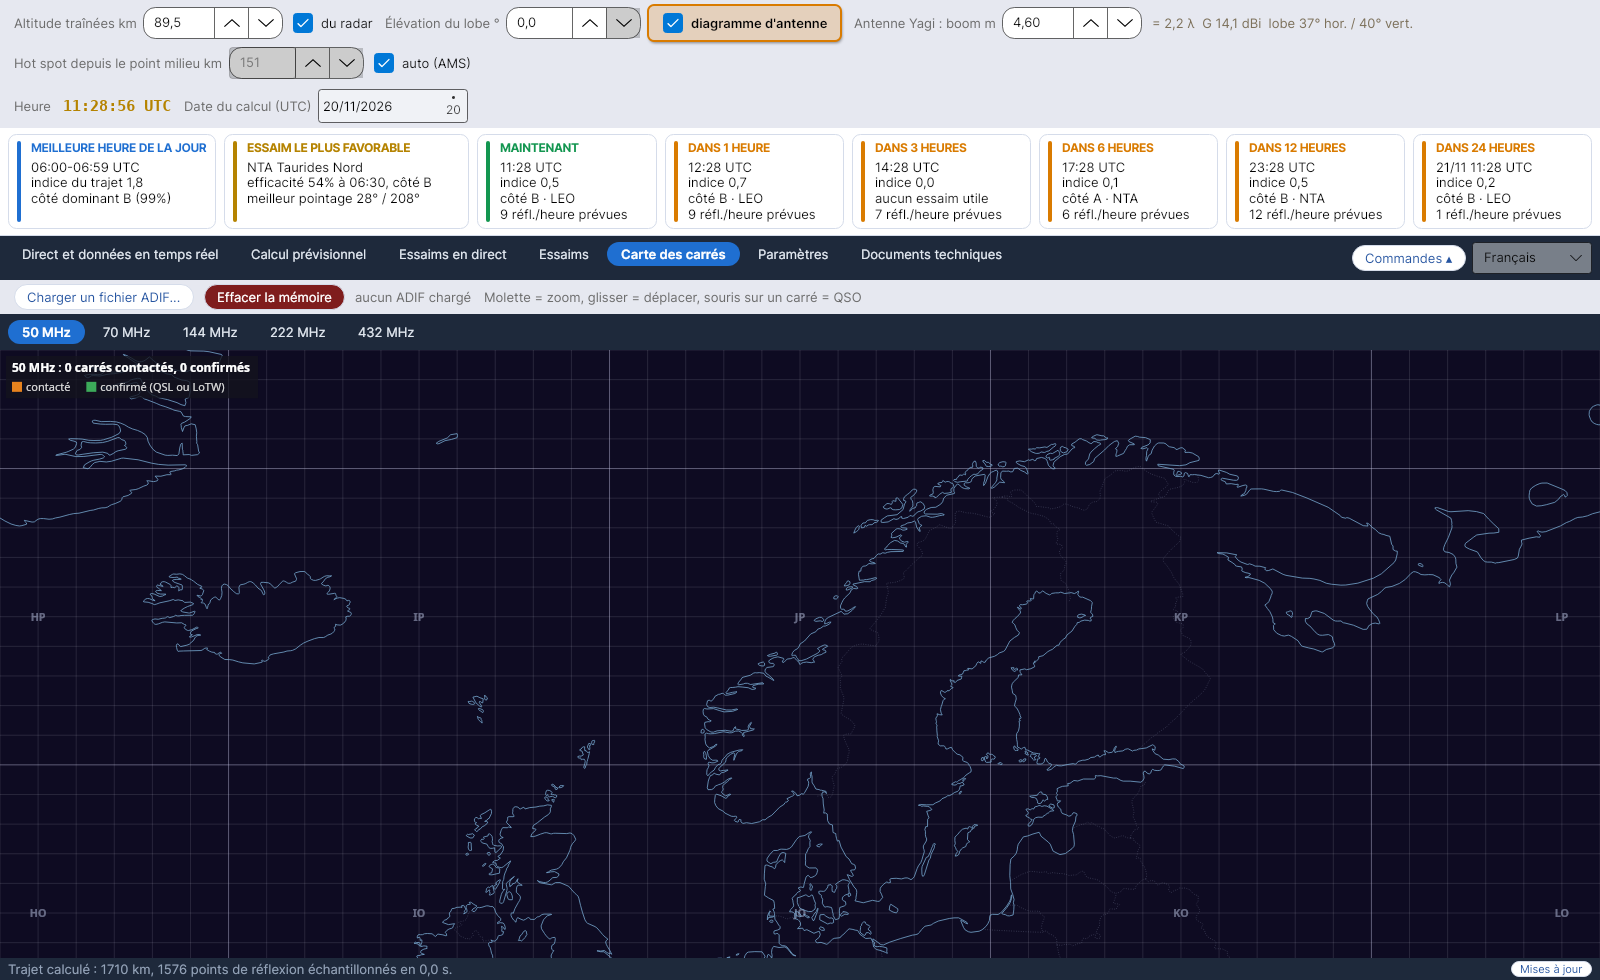 Altitude traînées km 89,5 du radar Élévation du lobe ° 0,0 diagramme d'antenne Antenne Yagi : boom m 4,60 = 2,2 λ G 14,1 dBi lobe 37° hor. / 40° vert.
Hot spot depuis le point milieu km 151 auto (AMS)
Heure 11:28:56 UTC Date du calcul (UTC) 20/11/2026 20
MEILLEURE HEURE DE LA JOUR
06:00-06:59 UTC
indice du trajet 1,8
côté dominant B (99%)
ESSAIM LE PLUS FAVORABLE
NTA Taurides Nord
efficacité 54% à 06:30, côté B
meilleur pointage 28° / 208°
MAINTENANT
11:28 UTC
indice 0,5
côté B · LEO
9 réfl./heure prévues
DANS 1 HEURE
12:28 UTC
indice 0,7
côté B · LEO
9 réfl./heure prévues
DANS 3 HEURES
14:28 UTC
indice 0,0
aucun essaim utile
7 réfl./heure prévues
DANS 6 HEURES
17:28 UTC
indice 0,1
côté A · NTA
6 réfl./heure prévues
DANS 12 HEURES
23:28 UTC
indice 0,5
côté B · NTA
12 réfl./heure prévues
DANS 24 HEURES
21/11 11:28 UTC
indice 0,2
côté B · LEO
1 réfl./heure prévues
Direct et données en temps réel Calcul prévisionnel Essaims en direct Essaims Carte des carrés Paramètres Documents techniques Commandes ▴ Français
Charger un fichier ADIF... Effacer la mémoire aucun ADIF chargé Molette = zoom, glisser = déplacer, souris sur un carré = QSO
50 MHz 70 MHz 144 MHz 222 MHz 432 MHz
50 MHz : 0 carrés contactés, 0 confirmés
contacté confirmé (QSL ou LoTW)
HP IP JP KP LP
HO IO JO KO LO
Trajet calculé : 1710 km, 1576 points de réflexion échantillonnés en 0,0 s. Mises à jour